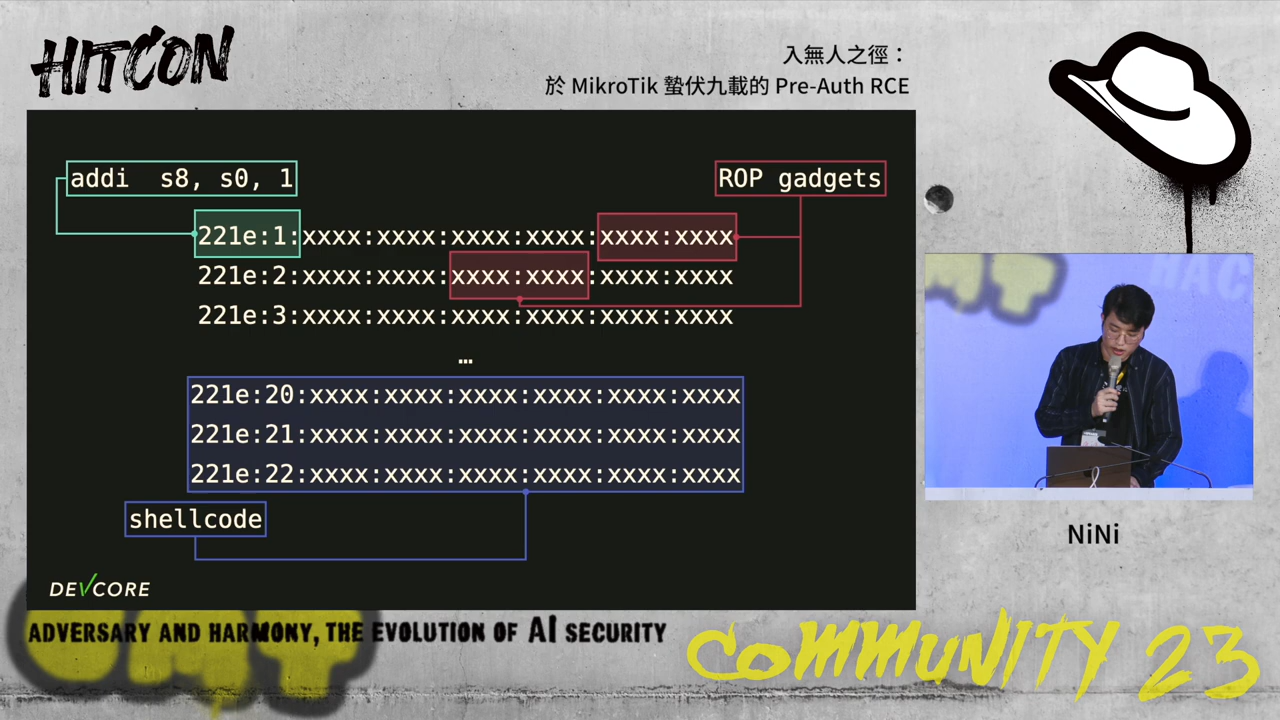 HITCON
入無人之徑：
於 MikroTik 蟄伏九載的 Pre-Auth RCE
addi s8, s0, 1
ROP gadgets
221e:1:xxxx:xxxx:xxxx:xxxx:xxxx:xxxx
221e:2:xxxx:xxxx:xxxx:xxxx:xxxx:xxxx
221e:3:xxxx:xxxx:xxxx:xxxx:xxxx:xxxx
…
221e:20:xxxx:xxxx:xxxx:xxxx:xxxx:xxxx
221e:21:xxxx:xxxx:xxxx:xxxx:xxxx:xxxx
221e:22:xxxx:xxxx:xxxx:xxxx:xxxx:xxxx
shellcode
DEVCORE
NiNi
ADVERSARY AND HARMONY, THE EVOLUTION OF AI SECURITY
COMMUNITY 23